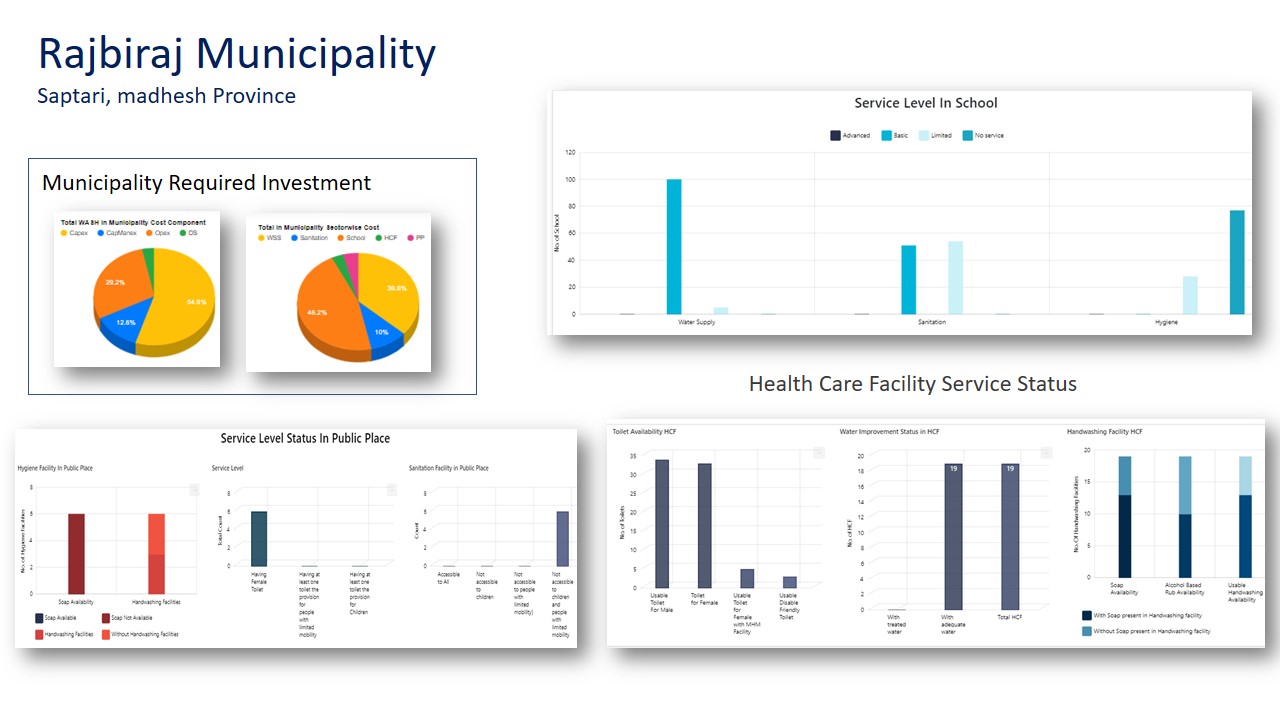 Rajbiraj Municipality
Saptari, madhesh Province
Municipality Required Investment
Total WASH in Municipality Cost Component
Capex CapManex Opex DS
54.8%
29.2%
12.6%
Total in Municipality Sectorwise Cost
WSS Sanitation School HCF PP
48.2%
10%
Service Level In School
Advanced Basic Limited No service
No. of School
120
100
80
60
40
20
0
Water Supply Sanitation Hygiene
Service Level Status In Public Place
Hygiene Facility In Public Place
No. of Hygiene Facilities
8
6
4
2
0
Soap Availability Handwashing Facilities
Soap Available Soap Not Available
Handwashing Facilities Without Handwashing Facilities
Service Level
Total Count
8
6
4
2
0
Having
Female
Toilet
Having at
least one
toilet the
provision
for
people
with
limited
mobility
Having at
least one
toilet the
provision
for
Children
Sanitation Facility in Public Place
Count
8
6
4
2
0
Accessible
to All
Not
accessible
to
children
Not
accessible
to people
with
limited
mobility)
Not
accessible
to
children
and
people
with
limited
mobility
Health Care Facility Service Status
Toilet Availability HCF
No of Toilets
35
30
25
20
15
10
5
0
Usable
Toilet
For Male
Toilet
for Female
Usable
Toilet
for
Female
with MHM
Facility
Usable
Disable
Friendly
Toilet
Water Improvement Status in HCF
No of HCF
20
18
16
14
12
10
8
6
4
2
0
19
19
With
treated
water
With
adequate
water
Total HCF
Handwashing Facility HCF
No.Of Handwashing Facilities
20
15
10
5
0
Soap
Availability
Alcohol Based
Rub Availability
Usable
Handwashing
Availability
With Soap present in Handwashing facility
Without Soap present in Handwashing facility